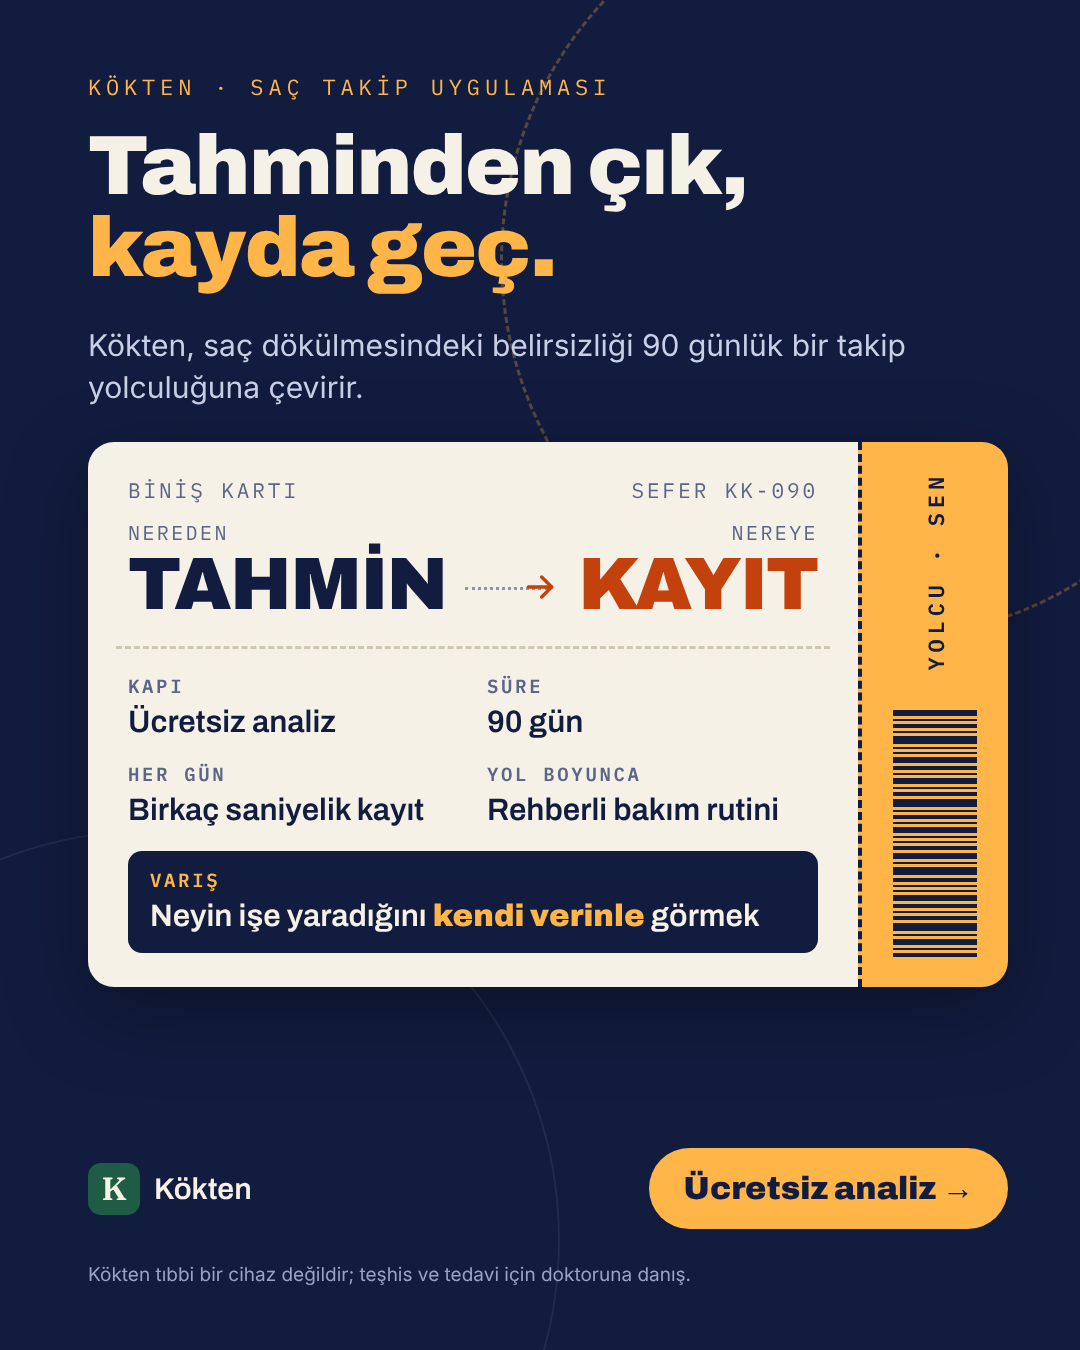 KÖKTEN · SAÇ TAKİP UYGULAMASI
Tahminden çık,
kayda geç.
Kökten, saç dökülmesindeki belirsizliği 90 günlük bir takip
yolculuğuna çevirir.
BİNİŞ KARTI
SEFER KK-090
NEREDEN
NEREYE
TAHMİN → KAYIT
KAPI
Ücretsiz analiz
SÜRE
90 gün
HER GÜN
Birkaç saniyelik kayıt
YOL BOYUNCA
Rehberli bakım rutini
VARIŞ
Neyin işe yaradığını kendi verinle görmek
YOLCU · SEN
K Kökten
Ücretsiz analiz →
Kökten tıbbi bir cihaz değildir; teşhis ve tedavi için doktoruna danış.